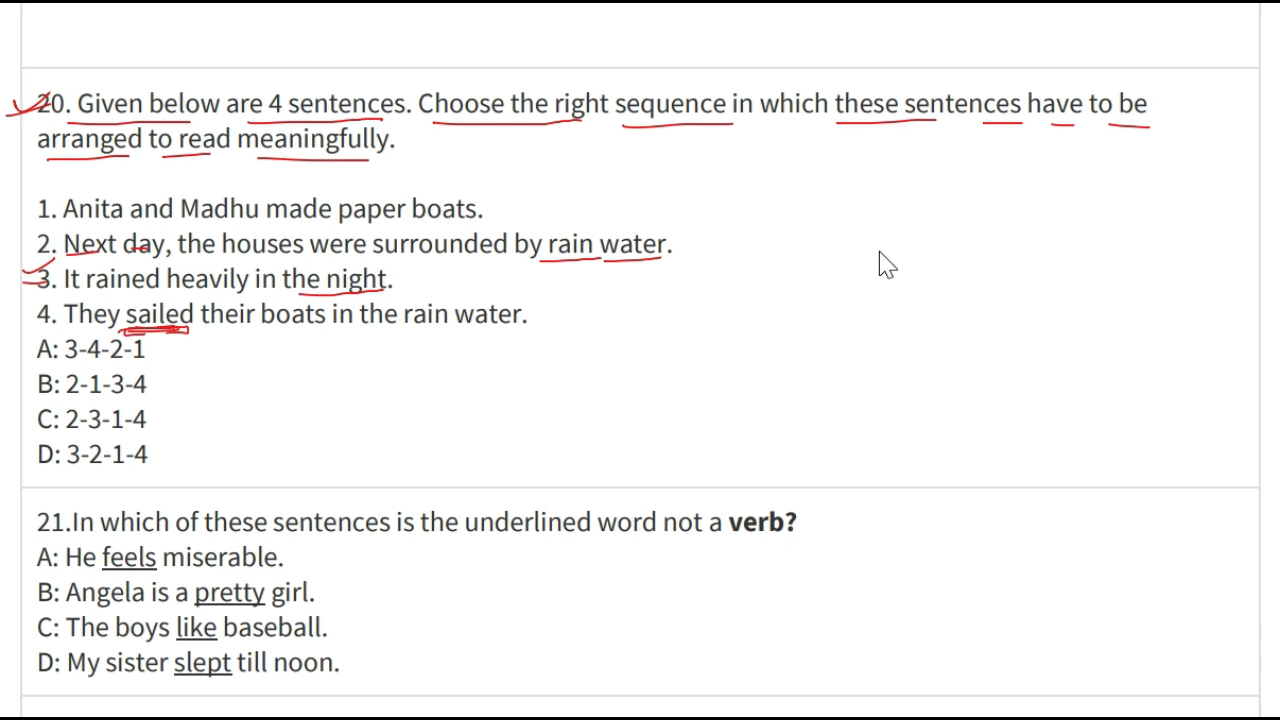 20. Given below are 4 sentences. Choose the right sequence in which these sentences have to be
arranged to read meaningfully.
1. Anita and Madhu made paper boats.
2. Next day, the houses were surrounded by rain water.
3. It rained heavily in the night.
4. They sailed their boats in the rain water.
A: 3-4-2-1
B: 2-1-3-4
C: 2-3-1-4
D: 3-2-1-4
21.In which of these sentences is the underlined word not a verb?
A: He feels miserable.
B: Angela is a pretty girl.
C: The boys like baseball.
D: My sister slept till noon.